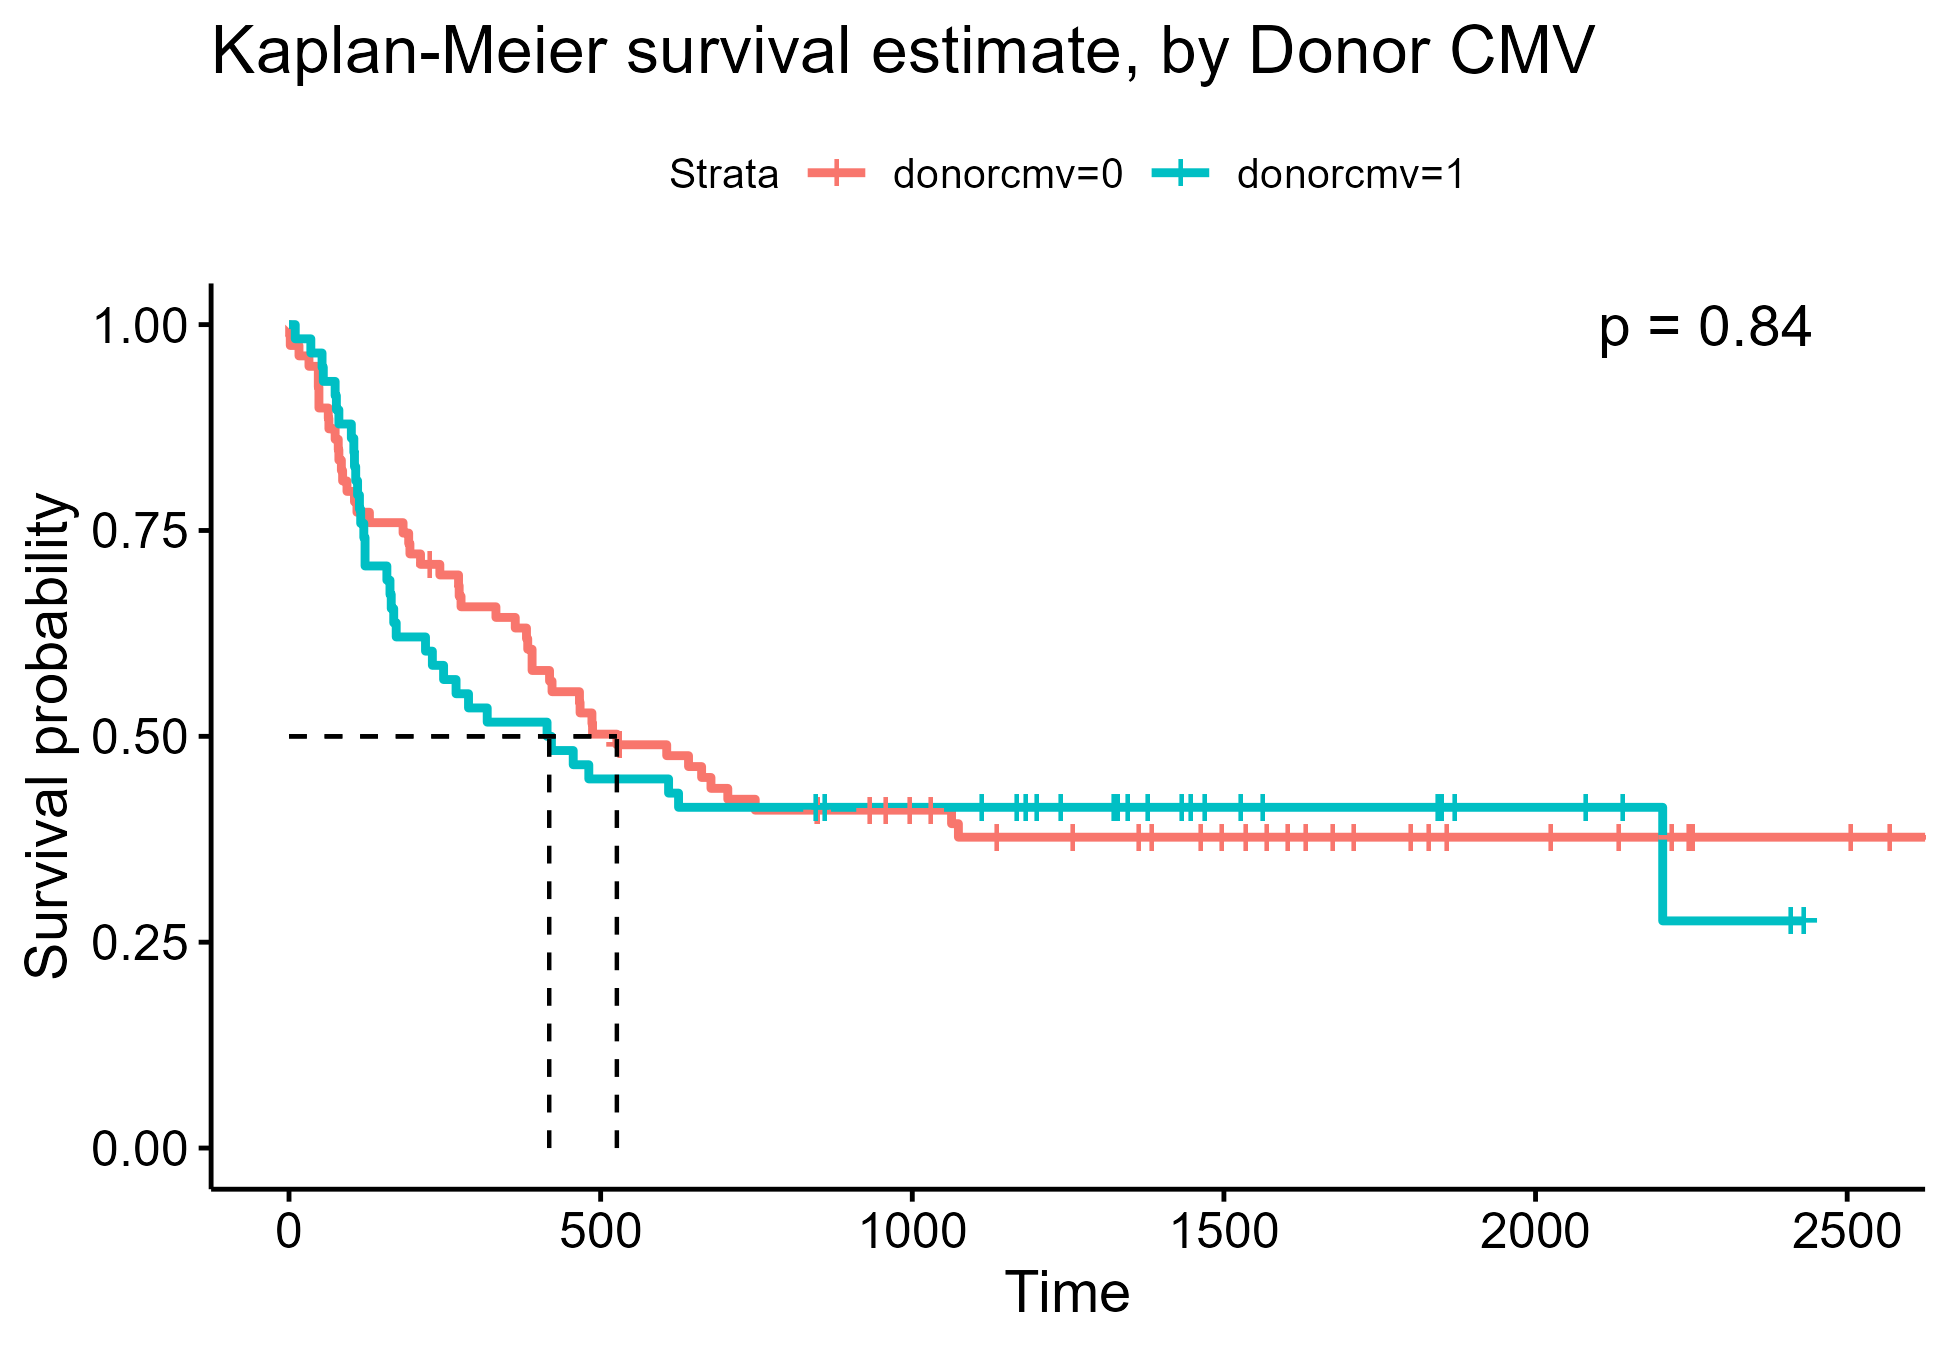 Kaplan-Meier survival estimate, by Donor CMV
Strata donorcmv=0 donorcmv=1
p = 0.84
Survival probability
1.00
0.75
0.50
0.25
0.00
0 500 1000 1500 2000 2500
Time